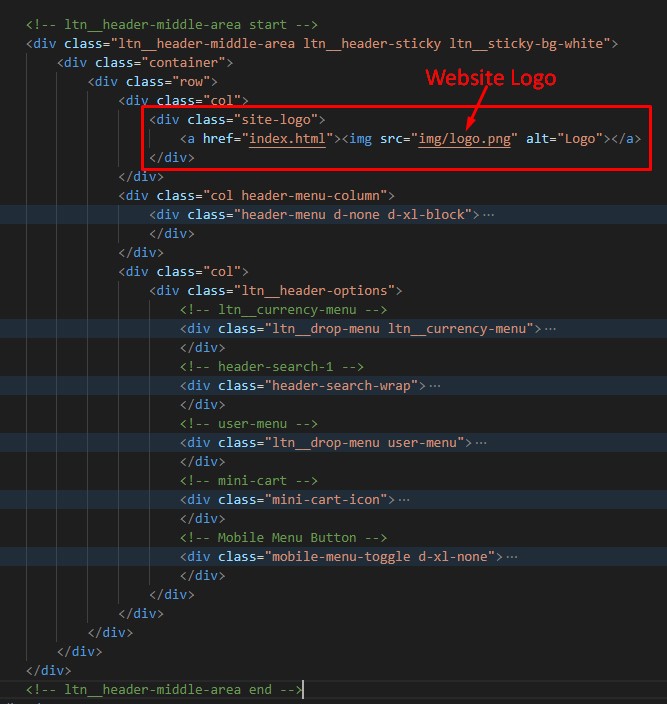 <!-- ltn__header-middle-area start -->
<div class="ltn__header-middle-area ltn__header-sticky ltn__sticky-bg-white">
<div class="container">
<div class="row">
Website Logo
<div class="col">
<div class="site-logo">
<a href="index.html"><img src="img/logo.png" alt="Logo"></a>
</div>
</div>
<div class="col header-menu-column">
<div class="header-menu d-none d-xl-block">···
</div>
</div>
<div class="col">
<div class="ltn__header-options">
<!-- ltn__currency-menu -->
<div class="ltn__drop-menu ltn__currency-menu">···
</div>
<!-- header-search-1 -->
<div class="header-search-wrap">···
</div>
<!-- user-menu -->
<div class="ltn__drop-menu user-menu">···
</div>
<!-- mini-cart -->
<div class="mini-cart-icon">···
</div>
<!-- Mobile Menu Button -->
<div class="mobile-menu-toggle d-xl-none">···
</div>
</div>
</div>
</div>
</div>
</div>
<!-- ltn__header-middle-area end -->